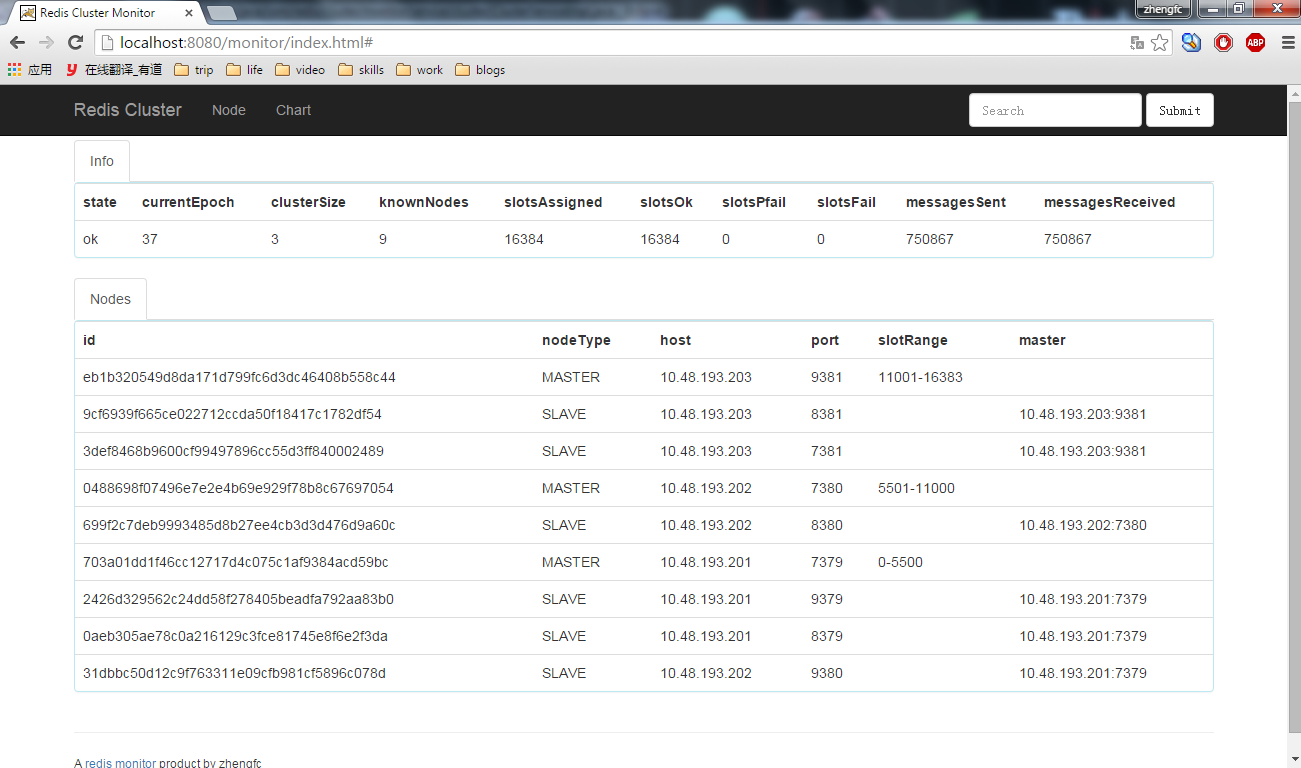 Redis Cluster Monitor
zhengfc
localhost:8080/monitor/index.html#
应用 在线翻译_有道 trip life video skills work blogs
ABP
Redis Cluster Node Chart Search Submit
Info
state currentEpoch clusterSize knownNodes slotsAssigned slotsOk slotsPfail slotsFail messagesSent messagesReceived
ok 37 3 9 16384 16384 0 0 750867 750867
Nodes
id nodeType host port slotRange master
eb1b320549d8da171d799fc6d3dc46408b558c44 MASTER 10.48.193.203 9381 11001-16383
9cf6939f665ce022712ccda50f18417c1782df54 SLAVE 10.48.193.203 8381 10.48.193.203:9381
3def8468b9600cf99497896cc55d3ff840002489 SLAVE 10.48.193.203 7381 10.48.193.203:9381
0488698f07496e7e2e4b69e929f78b8c67697054 MASTER 10.48.193.202 7380 5501-11000
699f2c7deb9993485d8b27ee4cb3d3d476d9a60c SLAVE 10.48.193.202 8380 10.48.193.202:7380
703a01dd1f46cc12717d4c075c1af9384acd59bc MASTER 10.48.193.201 7379 0-5500
2426d329562c24dd58f278405beadfa792aa83b0 SLAVE 10.48.193.201 9379 10.48.193.201:7379
0aeb305ae78c0a216129c3fce81745e8f6e2f3da SLAVE 10.48.193.201 8379 10.48.193.201:7379
31dbbc50d12c9f763311e09cfb981cf5896c078d SLAVE 10.48.193.202 9380 10.48.193.201:7379
A redis monitor product by zhengfc